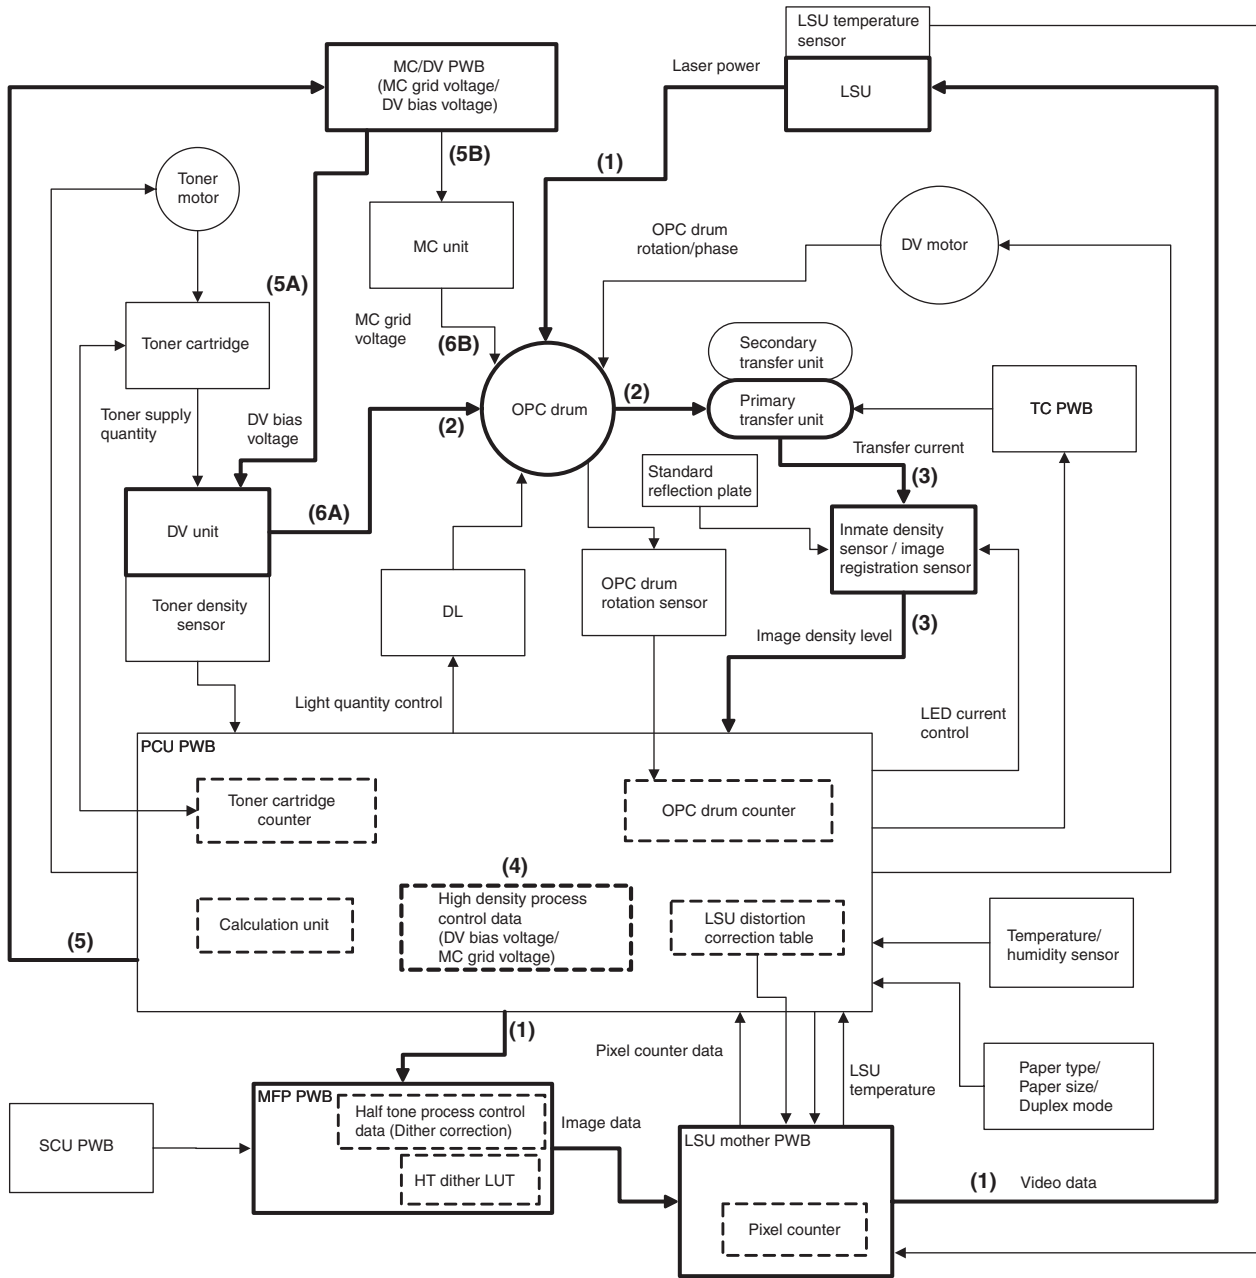 LSU temperature
sensor
MC/DV PWB
(MC grid voltage/
DV bias voltage)
Laser power
LSU
(5B)
(1)
Toner
motor
MC unit
OPC drum
rotation/phase
DV motor
(5A)
MC grid
voltage
(6B)
Toner cartridge
Secondary
transfer unit
OPC drum
(2)
Primary
transfer unit
TC PWB
Toner supply
quantity
DV bias
voltage
(2)
Transfer current
Standard
reflection plate
(3)
DV unit
(6A)
Inmate density
sensor / image
registration sensor
Toner density
sensor
DL
OPC drum
rotation sensor
(3)
Image density level
Light quantity control
LED current
control
PCU PWB
Toner cartridge
counter
OPC drum counter
(4)
High density process
control data
(DV bias voltage/
MC grid voltage)
Calculation unit
LSU distortion
correction table
(5)
Temperature/
humidity sensor
(1)
Pixel counter data
LSU
temperature
Paper type/
Paper size/
Duplex mode
MFP PWB
Half tone process control
data (Dither correction)
Image data
SCU PWB
LSU mother PWB
HT dither LUT
(1)
Video data
Pixel counter